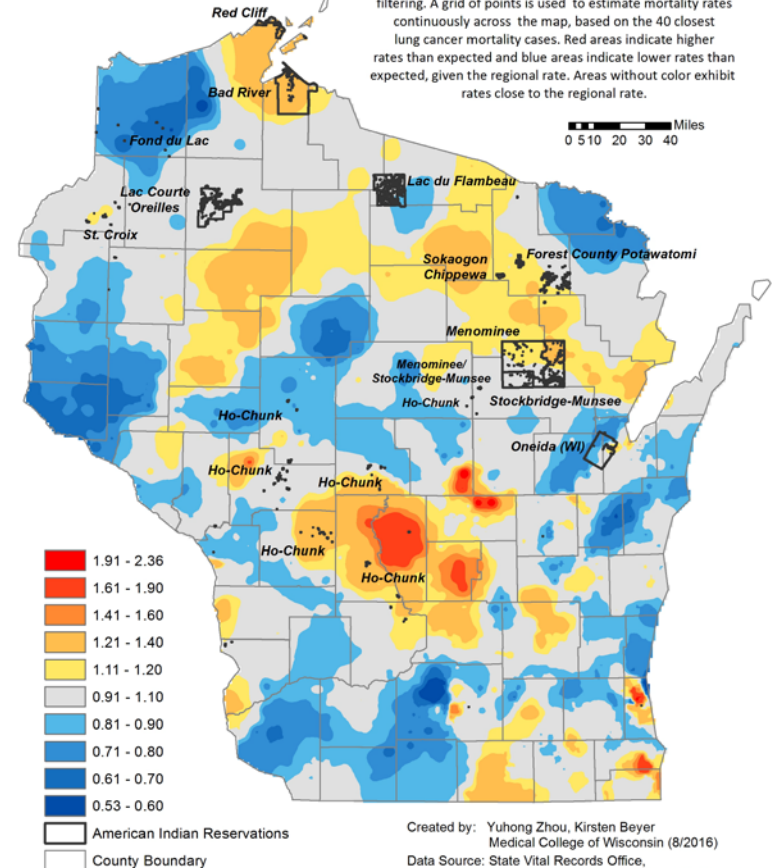 filtering. A grid of points is used to estimate mortality rates
continuously across the map, based on the 40 closest
lung cancer mortality cases. Red areas indicate higher
rates than expected and blue areas indicate lower rates than
expected, given the regional rate. Areas without color exhibit
rates close to the regional rate.
Miles
0 5 10 20 30 40
Red Cliff
Bad River
Fond du Lac
Lac du Flambeau
Lac Courte
Oreilles
St. Croix
Sokaogon
Chippewa
Forest County Potawatomi
Menominee
Menominee/
Stockbridge-Munsee
Ho-Chunk
Stockbridge-Munsee
Ho-Chunk
Oneida (WI)
Ho-Chunk
Ho-Chunk
Ho-Chunk
Ho-Chunk
1.91 - 2.36
1.61 - 1.90
1.41 - 1.60
1.21 - 1.40
1.11 - 1.20
0.91 - 1.10
0.81 - 0.90
0.71 - 0.80
0.61 - 0.70
0.53 - 0.60
American Indian Reservations
County Boundary
Created by: Yuhong Zhou, Kirsten Beyer
Medical College of Wisconsin (8/2016)
Data Source: State Vital Records Office,